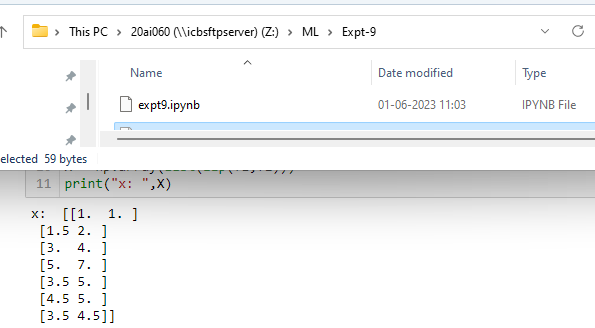 This PC > 20ai060 (\\icbsftpserver) (Z:) > ML > Expt-9
Name Date modified Type
expt9.ipynb 01-06-2023 11:03 IPYNB File
elected 59 bytes
11 print("x: ",X)
x:  [[1.  1. ]
 [1.5 2. ]
 [3.  4. ]
 [5.  7. ]
 [3.5 5. ]
 [4.5 5. ]
 [3.5 4.5]]